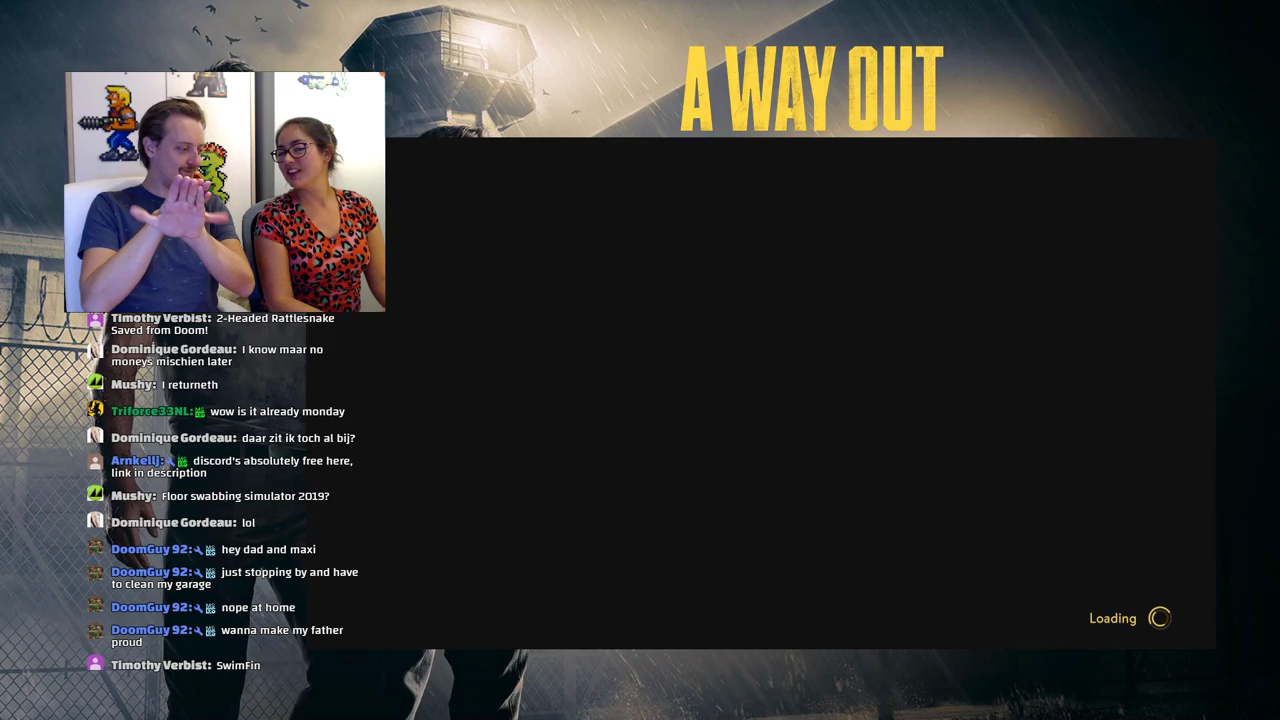 A WAY OUT
Timothy Verbist: 2-Headed Rattlesnake
Saved from Doom!
Dominique Gordeau: I know maar no
moneys mischien later
Mushy: I returneth
Triforce33NL: wow is it already monday
Dominique Gordeau: daar zit ik toch al bij?
Arnkellj: discord's absolutely free here,
link in description
Mushy: Floor swabbing simulator 2019?
Dominique Gordeau: lol
DoomGuy 92: hey dad and maxi
DoomGuy 92: just stopping by and have
to clean my garage
DoomGuy 92: nope at home
Loading
DoomGuy 92: wanna make my father
proud
Timothy Verbist: SwimFin